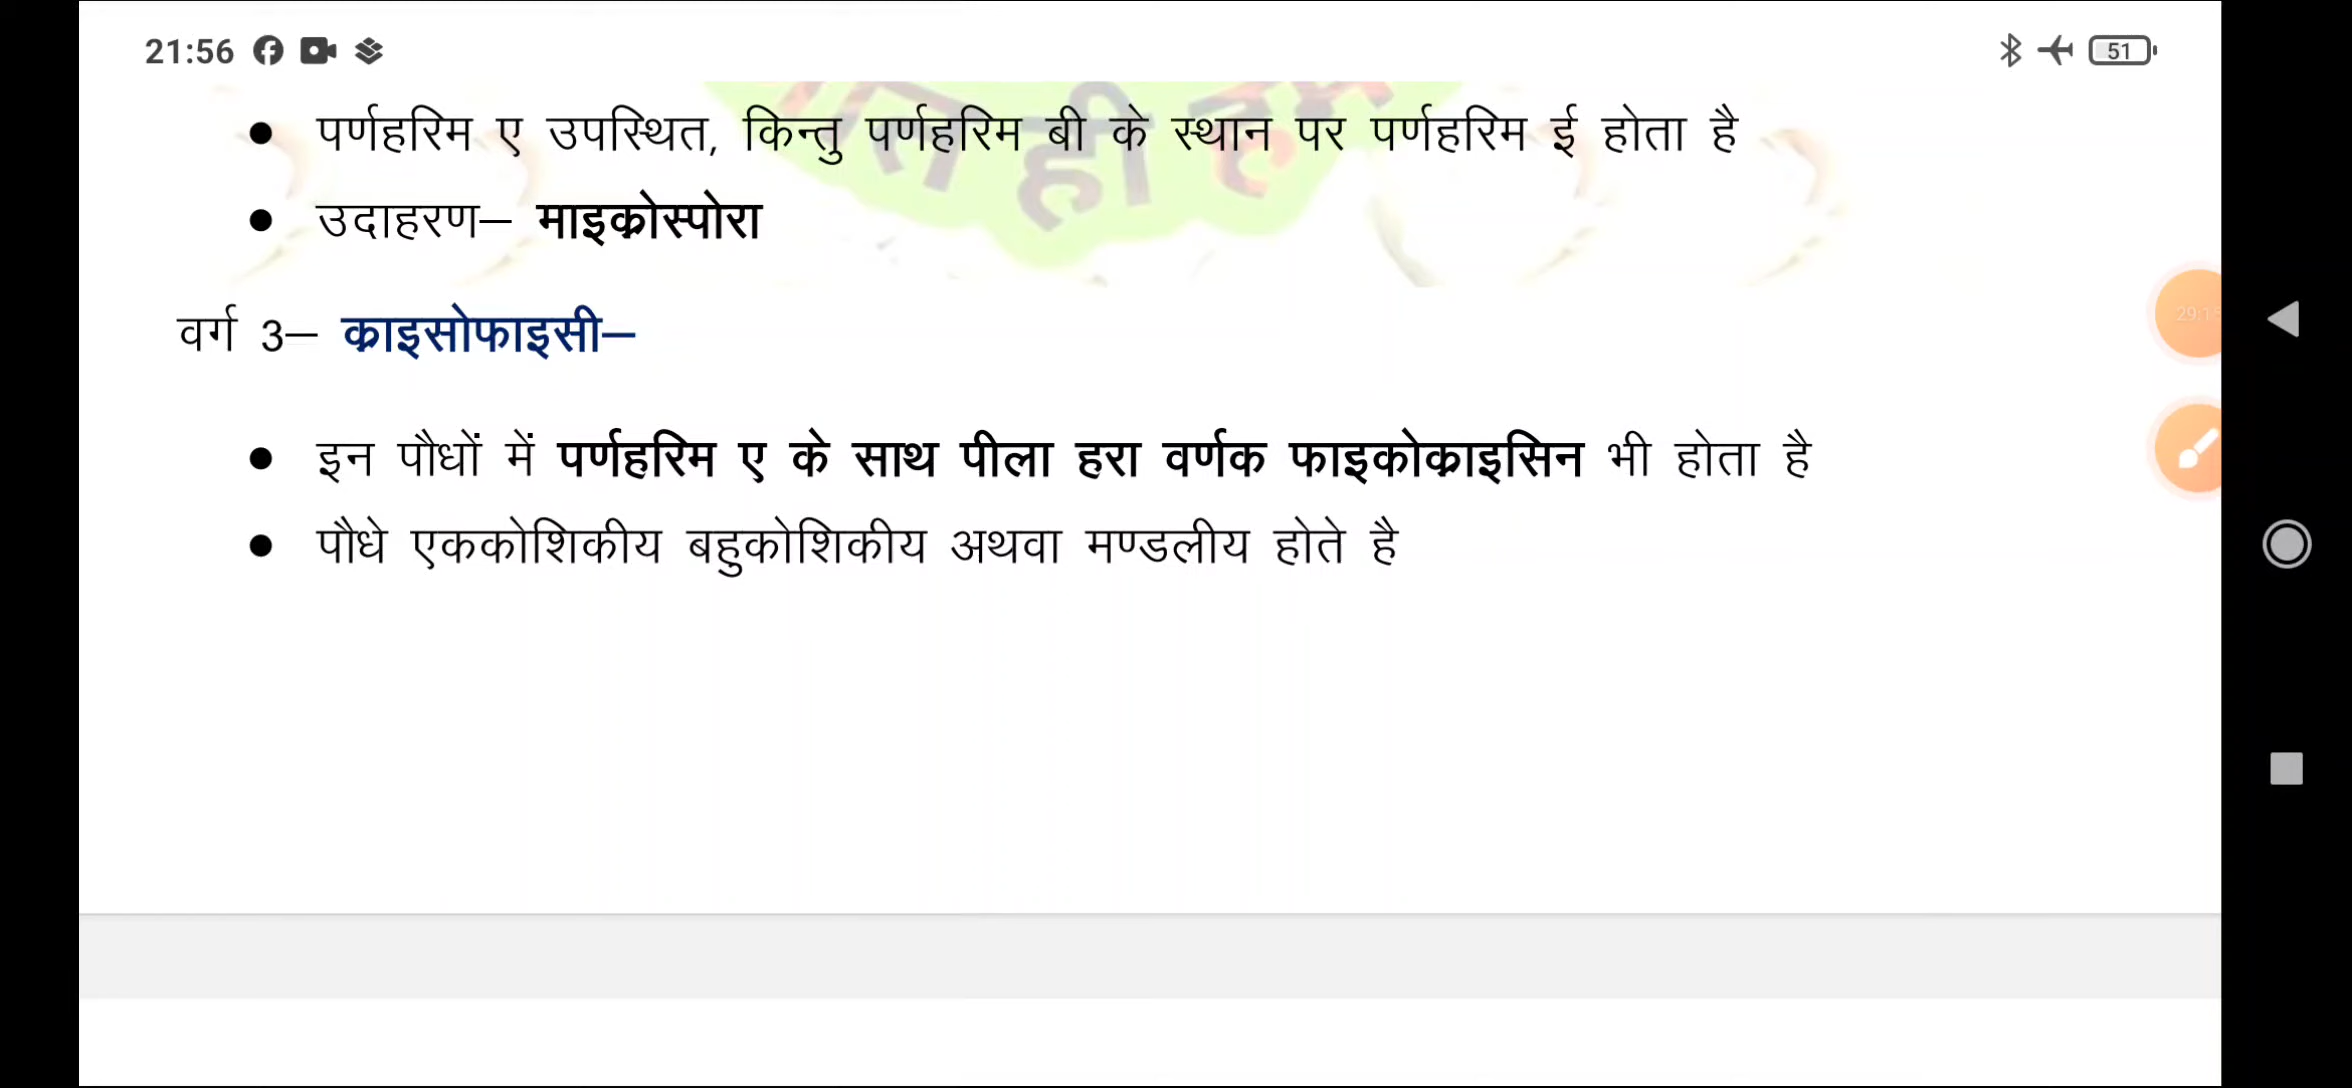 21:56
51
● पर्णहरिम ए उपस्थित, किन्तु पर्णहरिम बी के स्थान पर पर्णहरिम ई होता है
● उदाहरण– माइक्रोस्पोरा
वर्ग 3– क्राइसोफाइसी–
● इन पौधों में पर्णहरिम ए के साथ पीला हरा वर्णक फाइकोक्राइसिन भी होता है
● पौधे एककोशिकीय बहुकोशिकीय अथवा मण्डलीय होते है